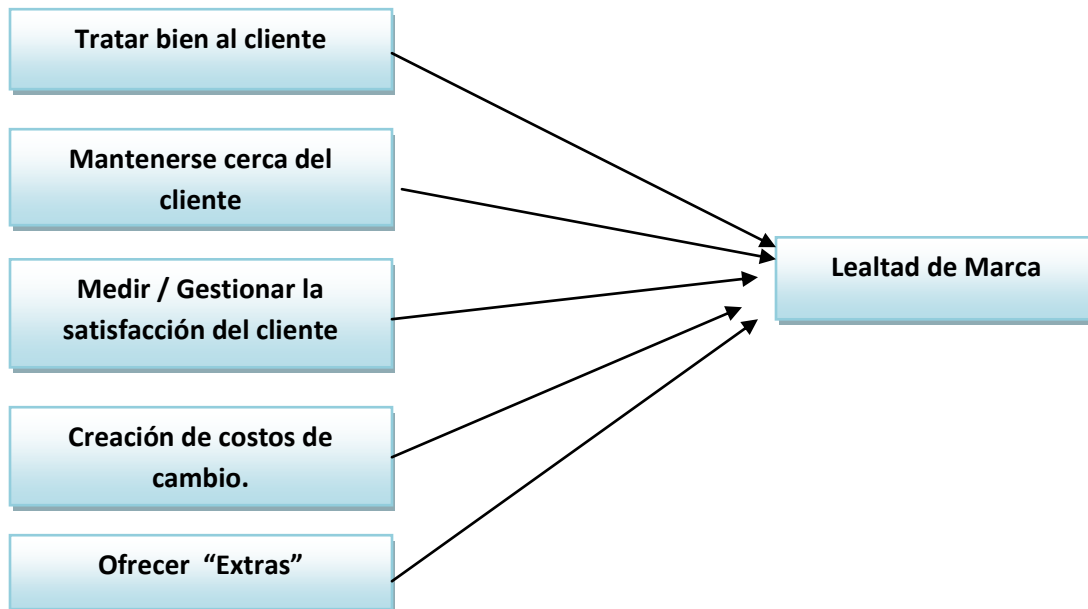 Tratar bien al cliente
Mantenerse cerca del
cliente
Medir / Gestionar la
satisfacción del cliente
Creación de costos de
cambio.
Ofrecer “Extras”
Lealtad de Marca